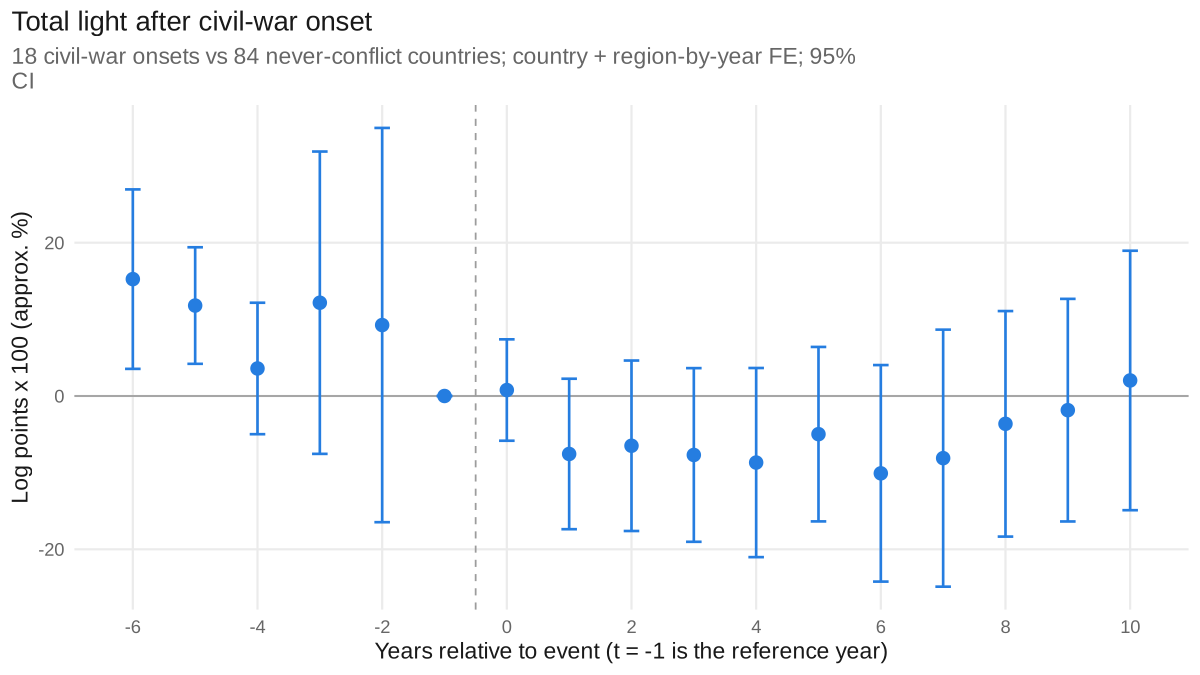 Total light after civil-war onset
18 civil-war onsets vs 84 never-conflict countries; country + region-by-year FE; 95%
CI
Log points x 100 (approx. %)
20
0
-20
-6 -4 -2 0 2 4 6 8 10
Years relative to event (t = -1 is the reference year)